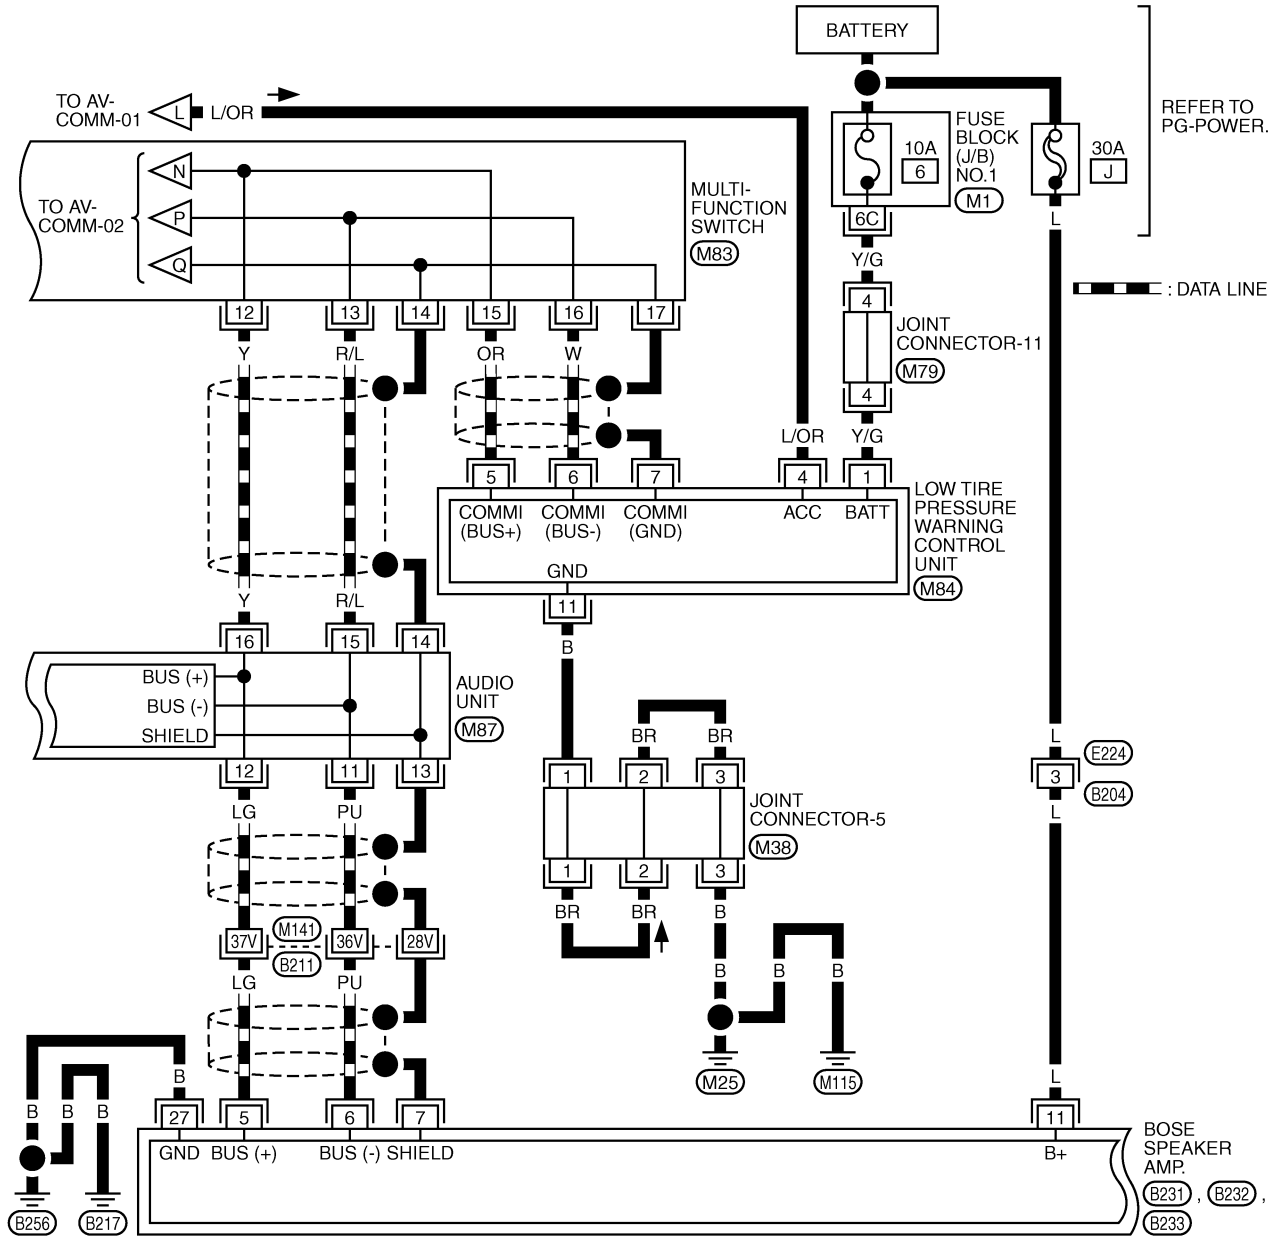 BATTERY
REFER TO
PG-POWER.
TO AV-
COMM-01
L
L/OR
FUSE
BLOCK
(J/B)
NO.1
M1
10A
6
30A
J
6C
L
Y/G
TO AV-
COMM-02
N
P
Q
MULTI-
FUNCTION
SWITCH
M83
: DATA LINE
12
13
14
15
16
17
4
JOINT
CONNECTOR-11
M79
4
Y
R/L
OR
W
L/OR
Y/G
5
6
7
4
1
COMMI
(BUS+)
COMMI
(BUS-)
COMMI
(GND)
ACC
BATT
GND
LOW TIRE
PRESSURE
WARNING
CONTROL
UNIT
M84
11
B
Y
R/L
16
15
14
BUS (+)
BUS (-)
SHIELD
AUDIO
UNIT
M87
12
11
13
BR
BR
L
E224
3
B204
L
1
2
3
JOINT
CONNECTOR-5
M38
1
2
3
BR
BR
B
B
B
B
M25
M115
LG
PU
37V
M141
B211
36V
28V
LG
PU
B
B
B
B
L
27
5
6
7
11
GND
BUS (+)
BUS (-)
SHIELD
B+
BOSE
SPEAKER
AMP.
B231 , B232 ,
B233
B256
B217